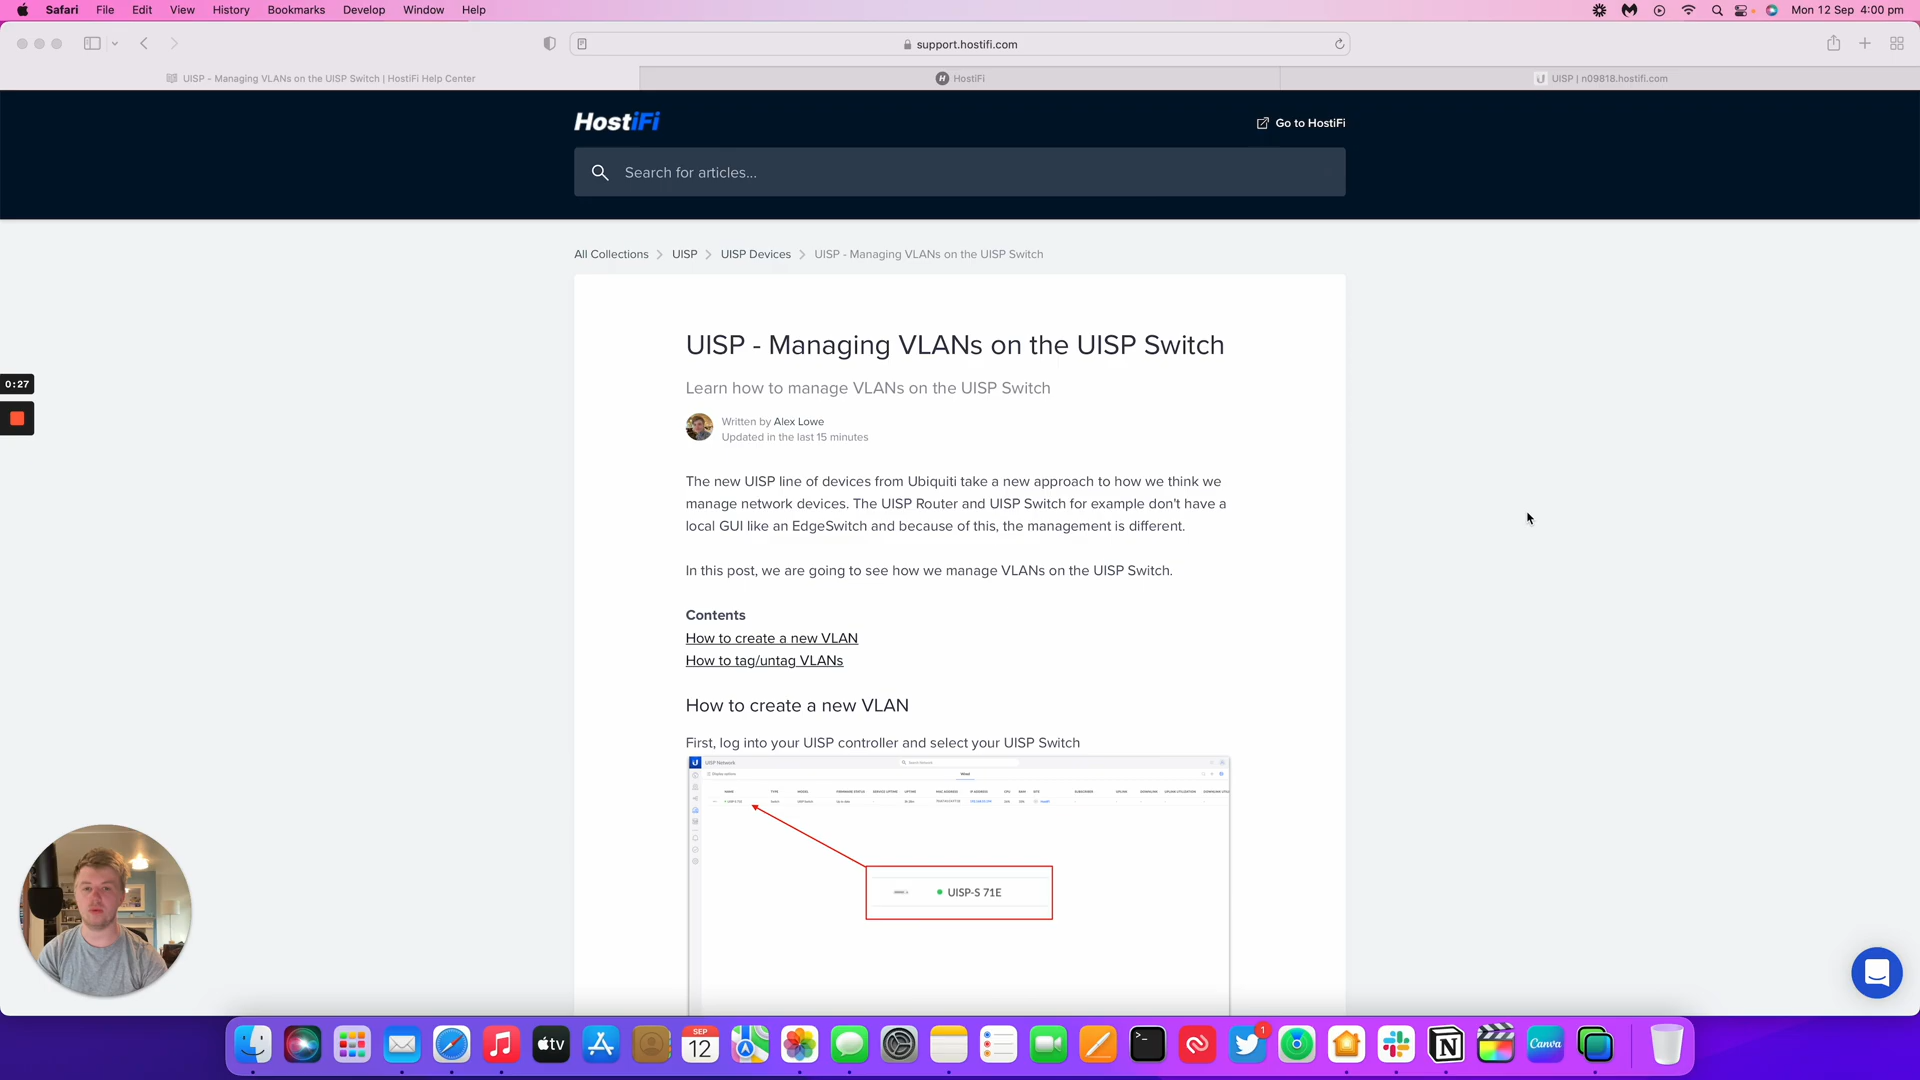 Safari File Edit View History Bookmarks Develop Window Help Mon 12 Sep 4:00 pm
support.hostifi.com
UISP - Managing VLANs on the UISP Switch | HostiFi Help Center
HostiFi
UISP | n09818.hostifi.com
HostiFi
Go to HostiFi
Search for articles...
All Collections > UISP > UISP Devices > UISP - Managing VLANs on the UISP Switch
UISP - Managing VLANs on the UISP Switch
0:27
Learn how to manage VLANs on the UISP Switch
Written by Alex Lowe
Updated in the last 15 minutes
The new UISP line of devices from Ubiquiti take a new approach to how we think we
manage network devices. The UISP Router and UISP Switch for example don't have a
local GUI like an EdgeSwitch and because of this, the management is different.
In this post, we are going to see how we manage VLANs on the UISP Switch.
Contents
How to create a new VLAN
How to tag/untag VLANs
How to create a new VLAN
First, log into your UISP controller and select your UISP Switch
UISP Network
UISP-S 71E
SEP
12
tv
1
Canva